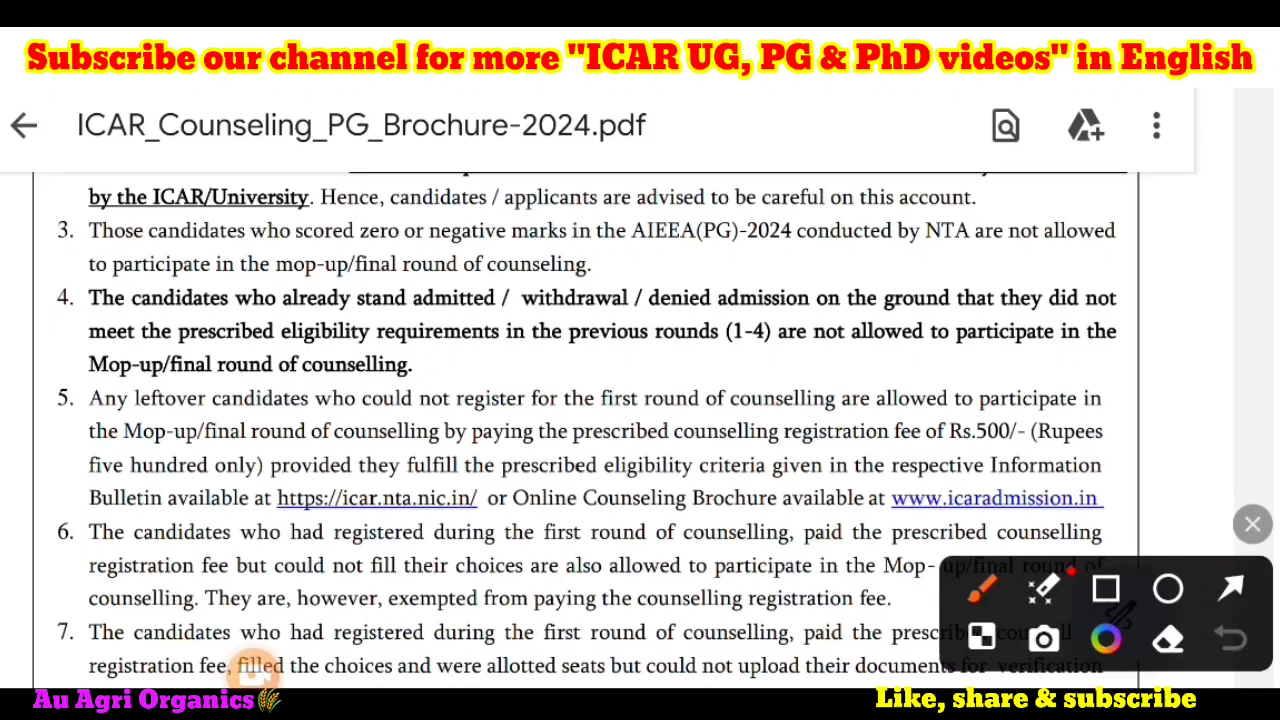 Subscribe our channel for more "ICAR UG, PG & PhD videos" in English
ICAR_Counseling_PG_Brochure-2024.pdf
by the ICAR/University. Hence, candidates / applicants are advised to be careful on this account.
3. Those candidates who scored zero or negative marks in the AIEEA(PG)-2024 conducted by NTA are not allowed
to participate in the mop-up/final round of counseling.
4. The candidates who already stand admitted / withdrawal / denied admission on the ground that they did not
meet the prescribed eligibility requirements in the previous rounds (1-4) are not allowed to participate in the
Mop-up/final round of counselling.
5. Any leftover candidates who could not register for the first round of counselling are allowed to participate in
the Mop-up/final round of counselling by paying the prescribed counselling registration fee of Rs.500/- (Rupees
five hundred only) provided they fulfill the prescribed eligibility criteria given in the respective Information
Bulletin available at https://icar.nta.nic.in/ or Online Counseling Brochure available at www.icaradmission.in
6. The candidates who had registered during the first round of counselling, paid the prescribed counselling
registration fee but could not fill their choices are also allowed to participate in the Mop-up/final round of
counselling. They are, however, exempted from paying the counselling registration fee.
7. The candidates who had registered during the first round of counselling, paid the
registration fee, filled the choices and were allotted seats but could not upload their documents for verification
Au Agri Organics
Like, share & subscribe